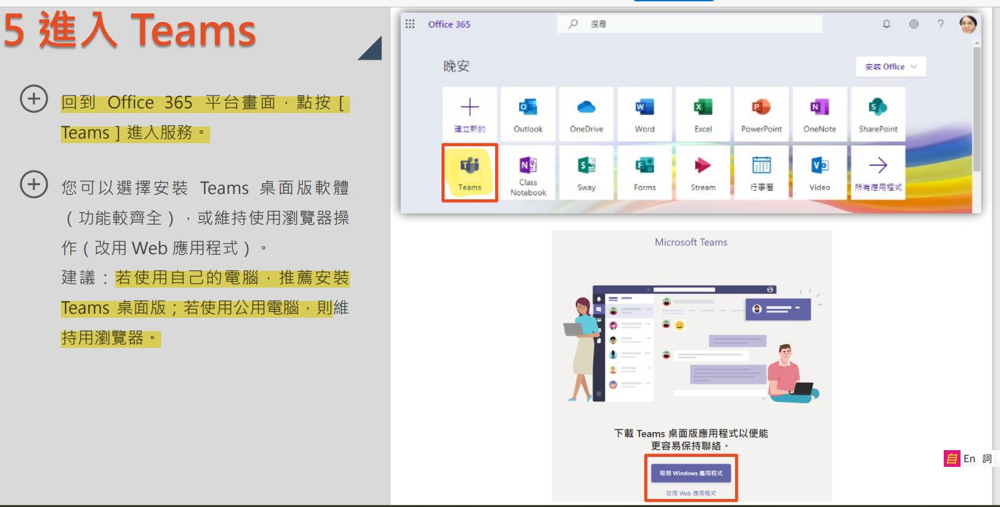 5 進入 Teams
回到 Office 365 平台畫面，點按 [
Teams ] 進入服務。
您可以選擇安裝 Teams 桌面版軟體
（功能較齊全），或維持使用瀏覽器操
作（改用 Web 應用程式）。
建議：若使用自己的電腦，推薦安裝
Teams 桌面版；若使用公用電腦，則維
持用瀏覽器。
Office 365
搜尋
?
晚安
安裝 Office
建立新的
Outlook
OneDrive
Word
Excel
PowerPoint
OneNote
SharePoint
Teams
Class
Notebook
Sway
Forms
Stream
行事曆
Video
所有應用程式
Microsoft Teams
下載 Teams 桌面版應用程式以便能
更容易保持聯絡。
取得 Windows 應用程式
改用 Web 應用程式
自 En 詞